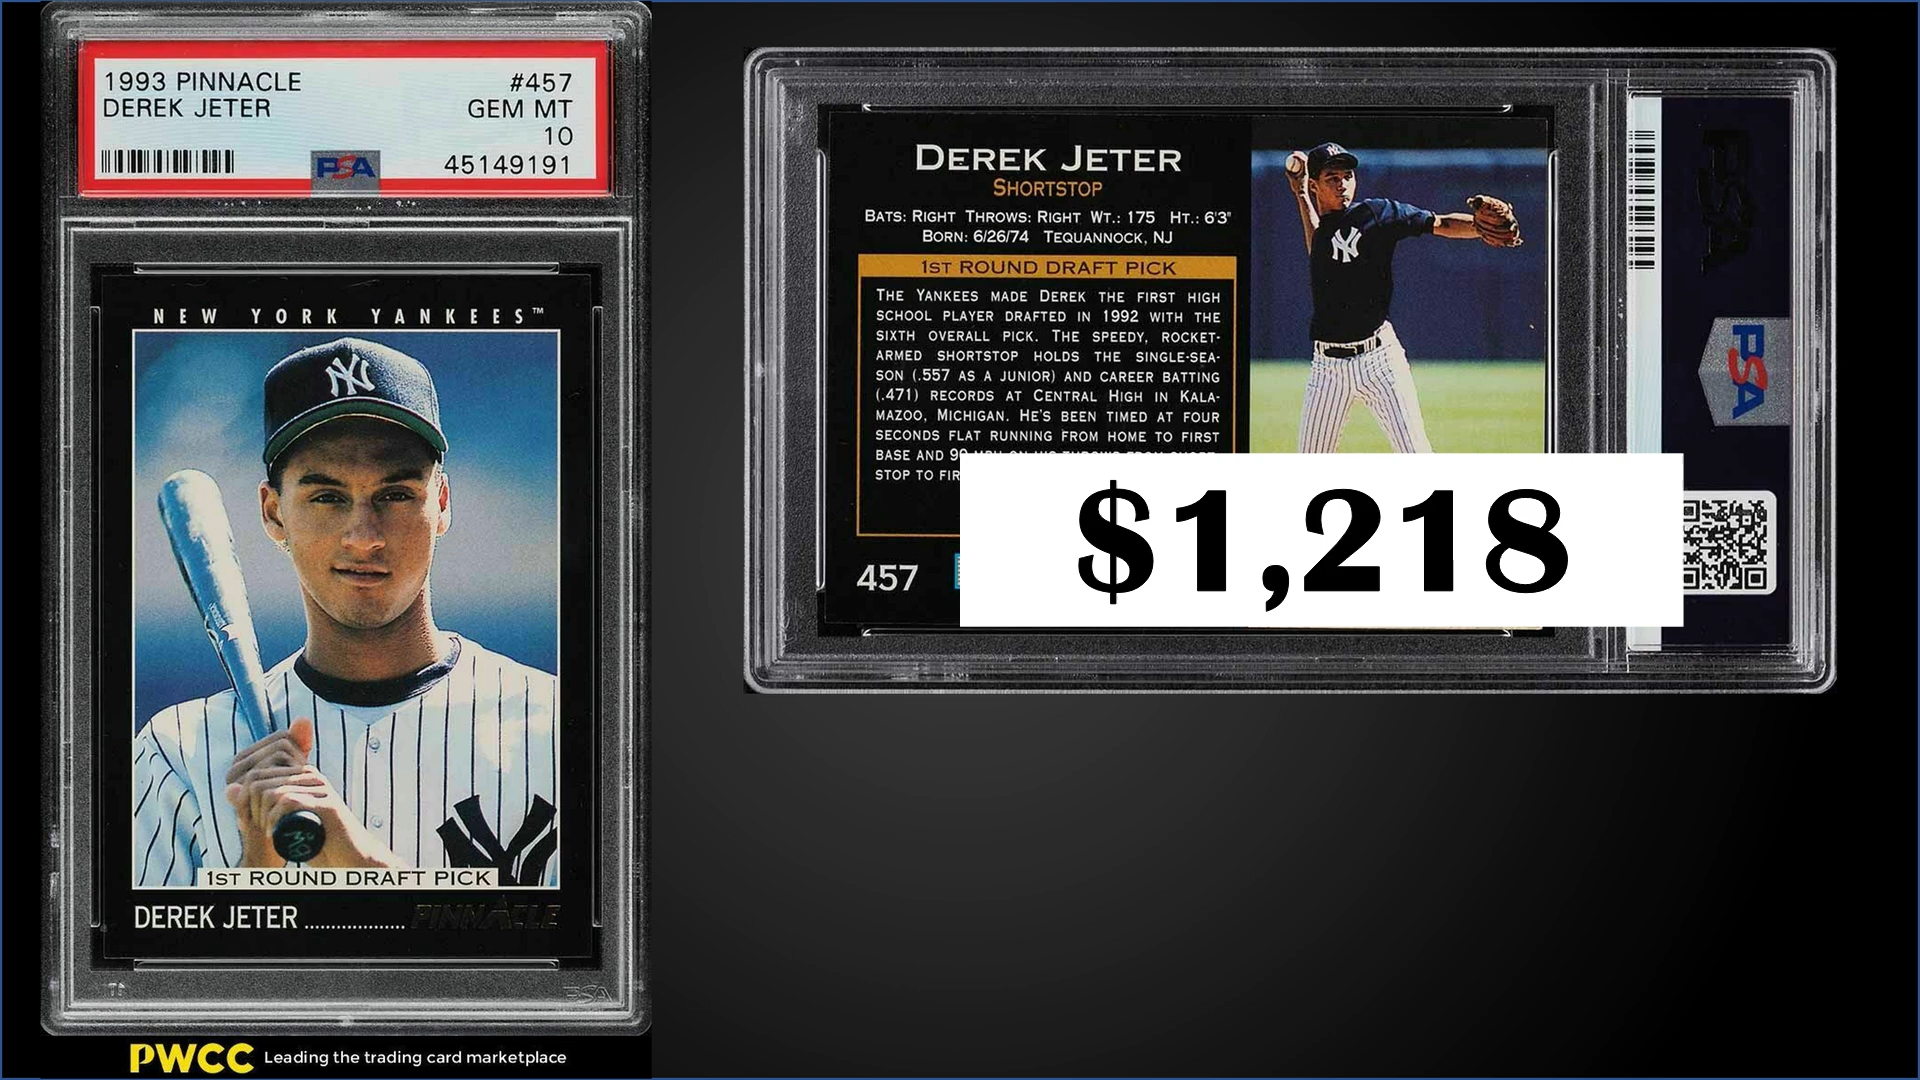 1993 PINNACLE #457
DEREK JETER GEM MT
10
PSA 45149191
NEW YORK YANKEES™
1ST ROUND DRAFT PICK
DEREK JETER ................... PINNACLE
PSA
PWCC Leading the trading card marketplace
DEREK JETER
SHORTSTOP
BATS: RIGHT THROWS: RIGHT WT.: 175 HT.: 6'3"
BORN: 6/26/74 TEQUANNOCK, NJ
1ST ROUND DRAFT PICK
THE YANKEES MADE DEREK THE FIRST HIGH
SCHOOL PLAYER DRAFTED IN 1992 WITH THE
SIXTH OVERALL PICK. THE SPEEDY, ROCKET-
ARMED SHORTSTOP HOLDS THE SINGLE-SEA-
SON (.557 AS A JUNIOR) AND CAREER BATTING
(.471) RECORDS AT CENTRAL HIGH IN KALA-
MAZOO, MICHIGAN. HE'S BEEN TIMED AT FOUR
SECONDS FLAT RUNNING FROM HOME TO FIRST
BASE AND
STOP TO
457
$1,218
PSA
PSA